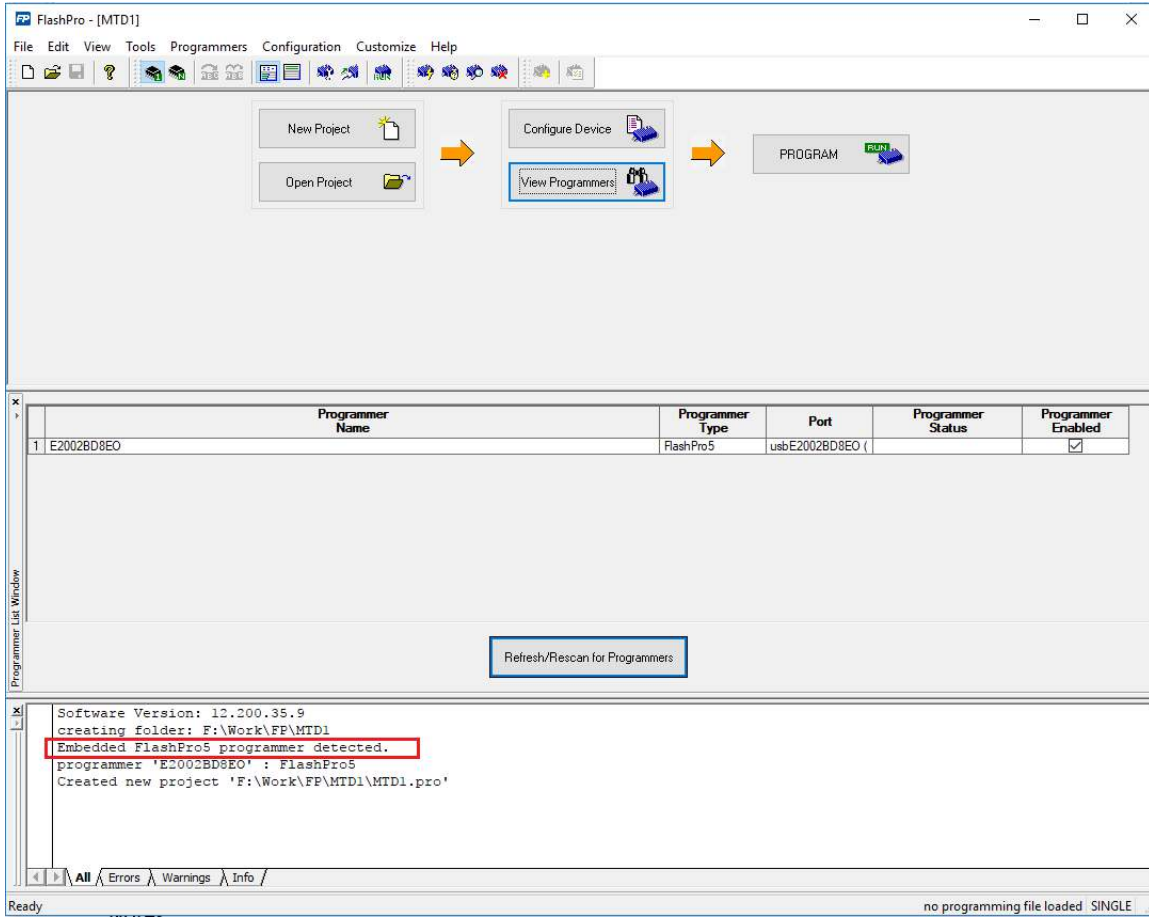 FlashPro - [MTD1]
File Edit View Tools Programmers Configuration Customize Help
New Project
Open Project
Configure Device
View Programmers
PROGRAM
RUN
Programmer Name
Programmer Type
Port
Programmer Status
Programmer Enabled
1 E2002BD8EO FlashPro5 usbE2002BD8EO (
Programmer List Window
Refresh/Rescan for Programmers
Software Version: 12.200.35.9
creating folder: F:\Work\FP\MTD1
Embedded FlashPro5 programmer detected.
programmer 'E2002BD8EO' : FlashPro5
Created new project 'F:\Work\FP\MTD1\MTD1.pro'
All Errors Warnings Info
Ready no programming file loaded SINGLE